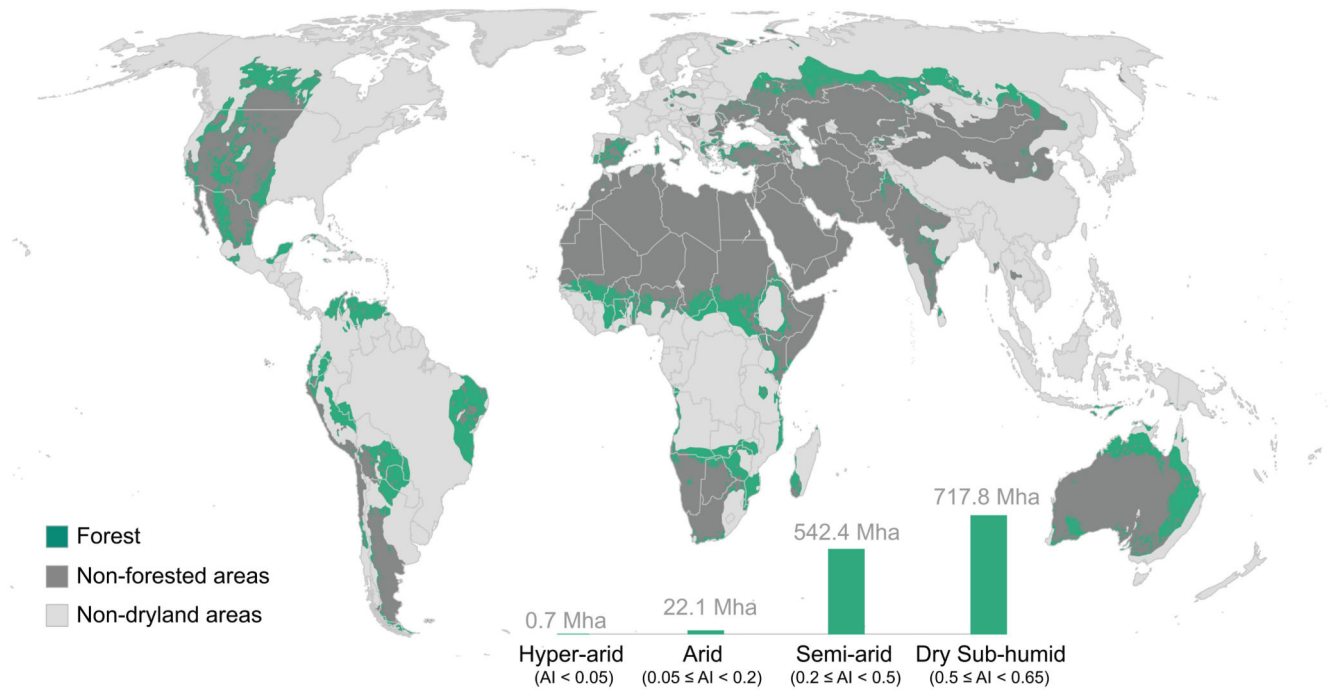 Forest
Non-forested areas
Non-dryland areas
0.7 Mha
22.1 Mha
542.4 Mha
717.8 Mha
Hyper-arid
(AI < 0.05)
Arid
(0.05 ≤ AI < 0.2)
Semi-arid
(0.2 ≤ AI < 0.5)
Dry Sub-humid
(0.5 ≤ AI < 0.65)